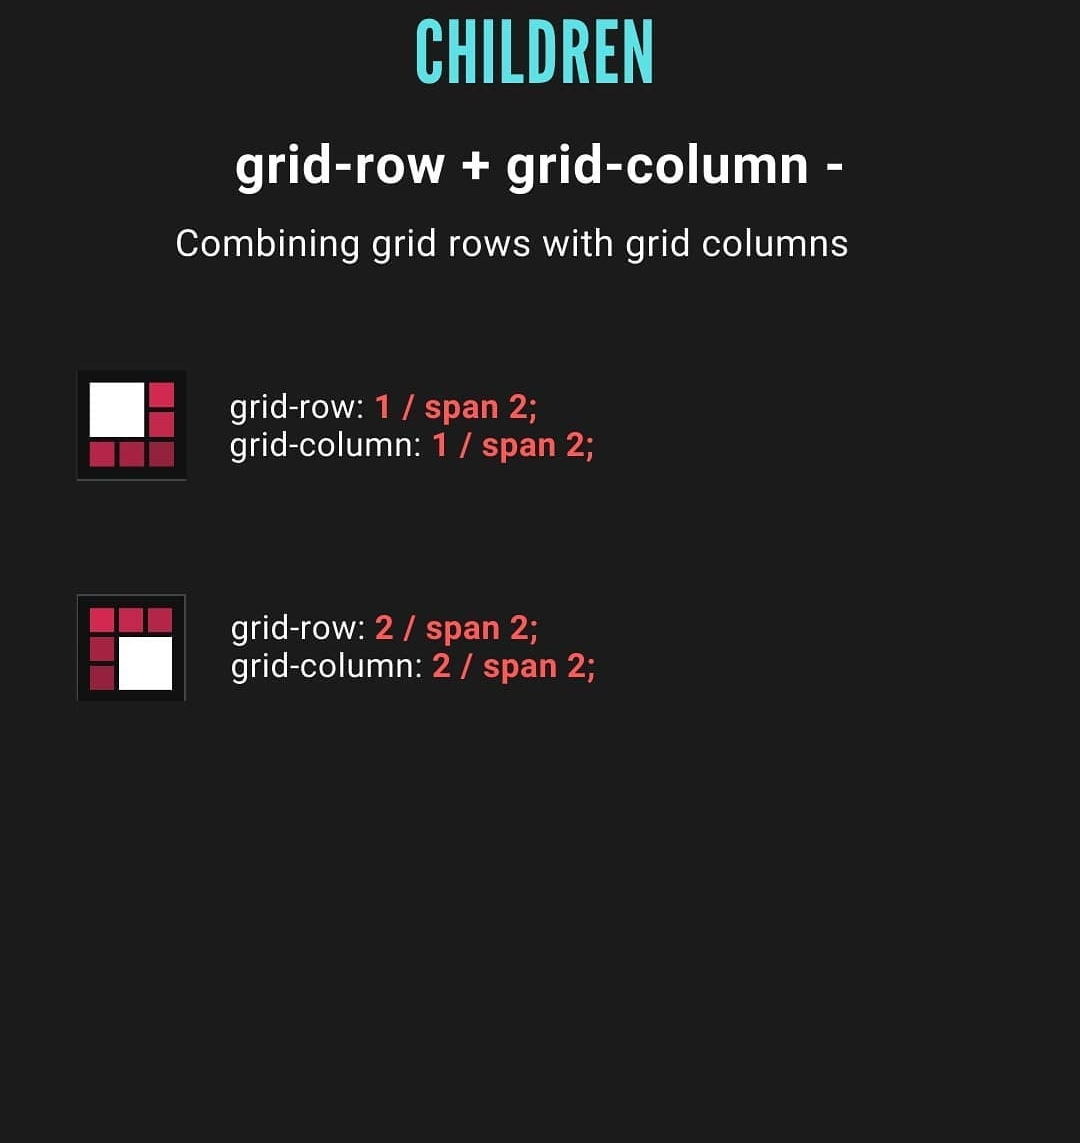 CHILDREN
grid-row + grid-column -
Combining grid rows with grid columns
grid-row: 1 / span 2;
grid-column: 1 / span 2;
grid-row: 2 / span 2;
grid-column: 2 / span 2;